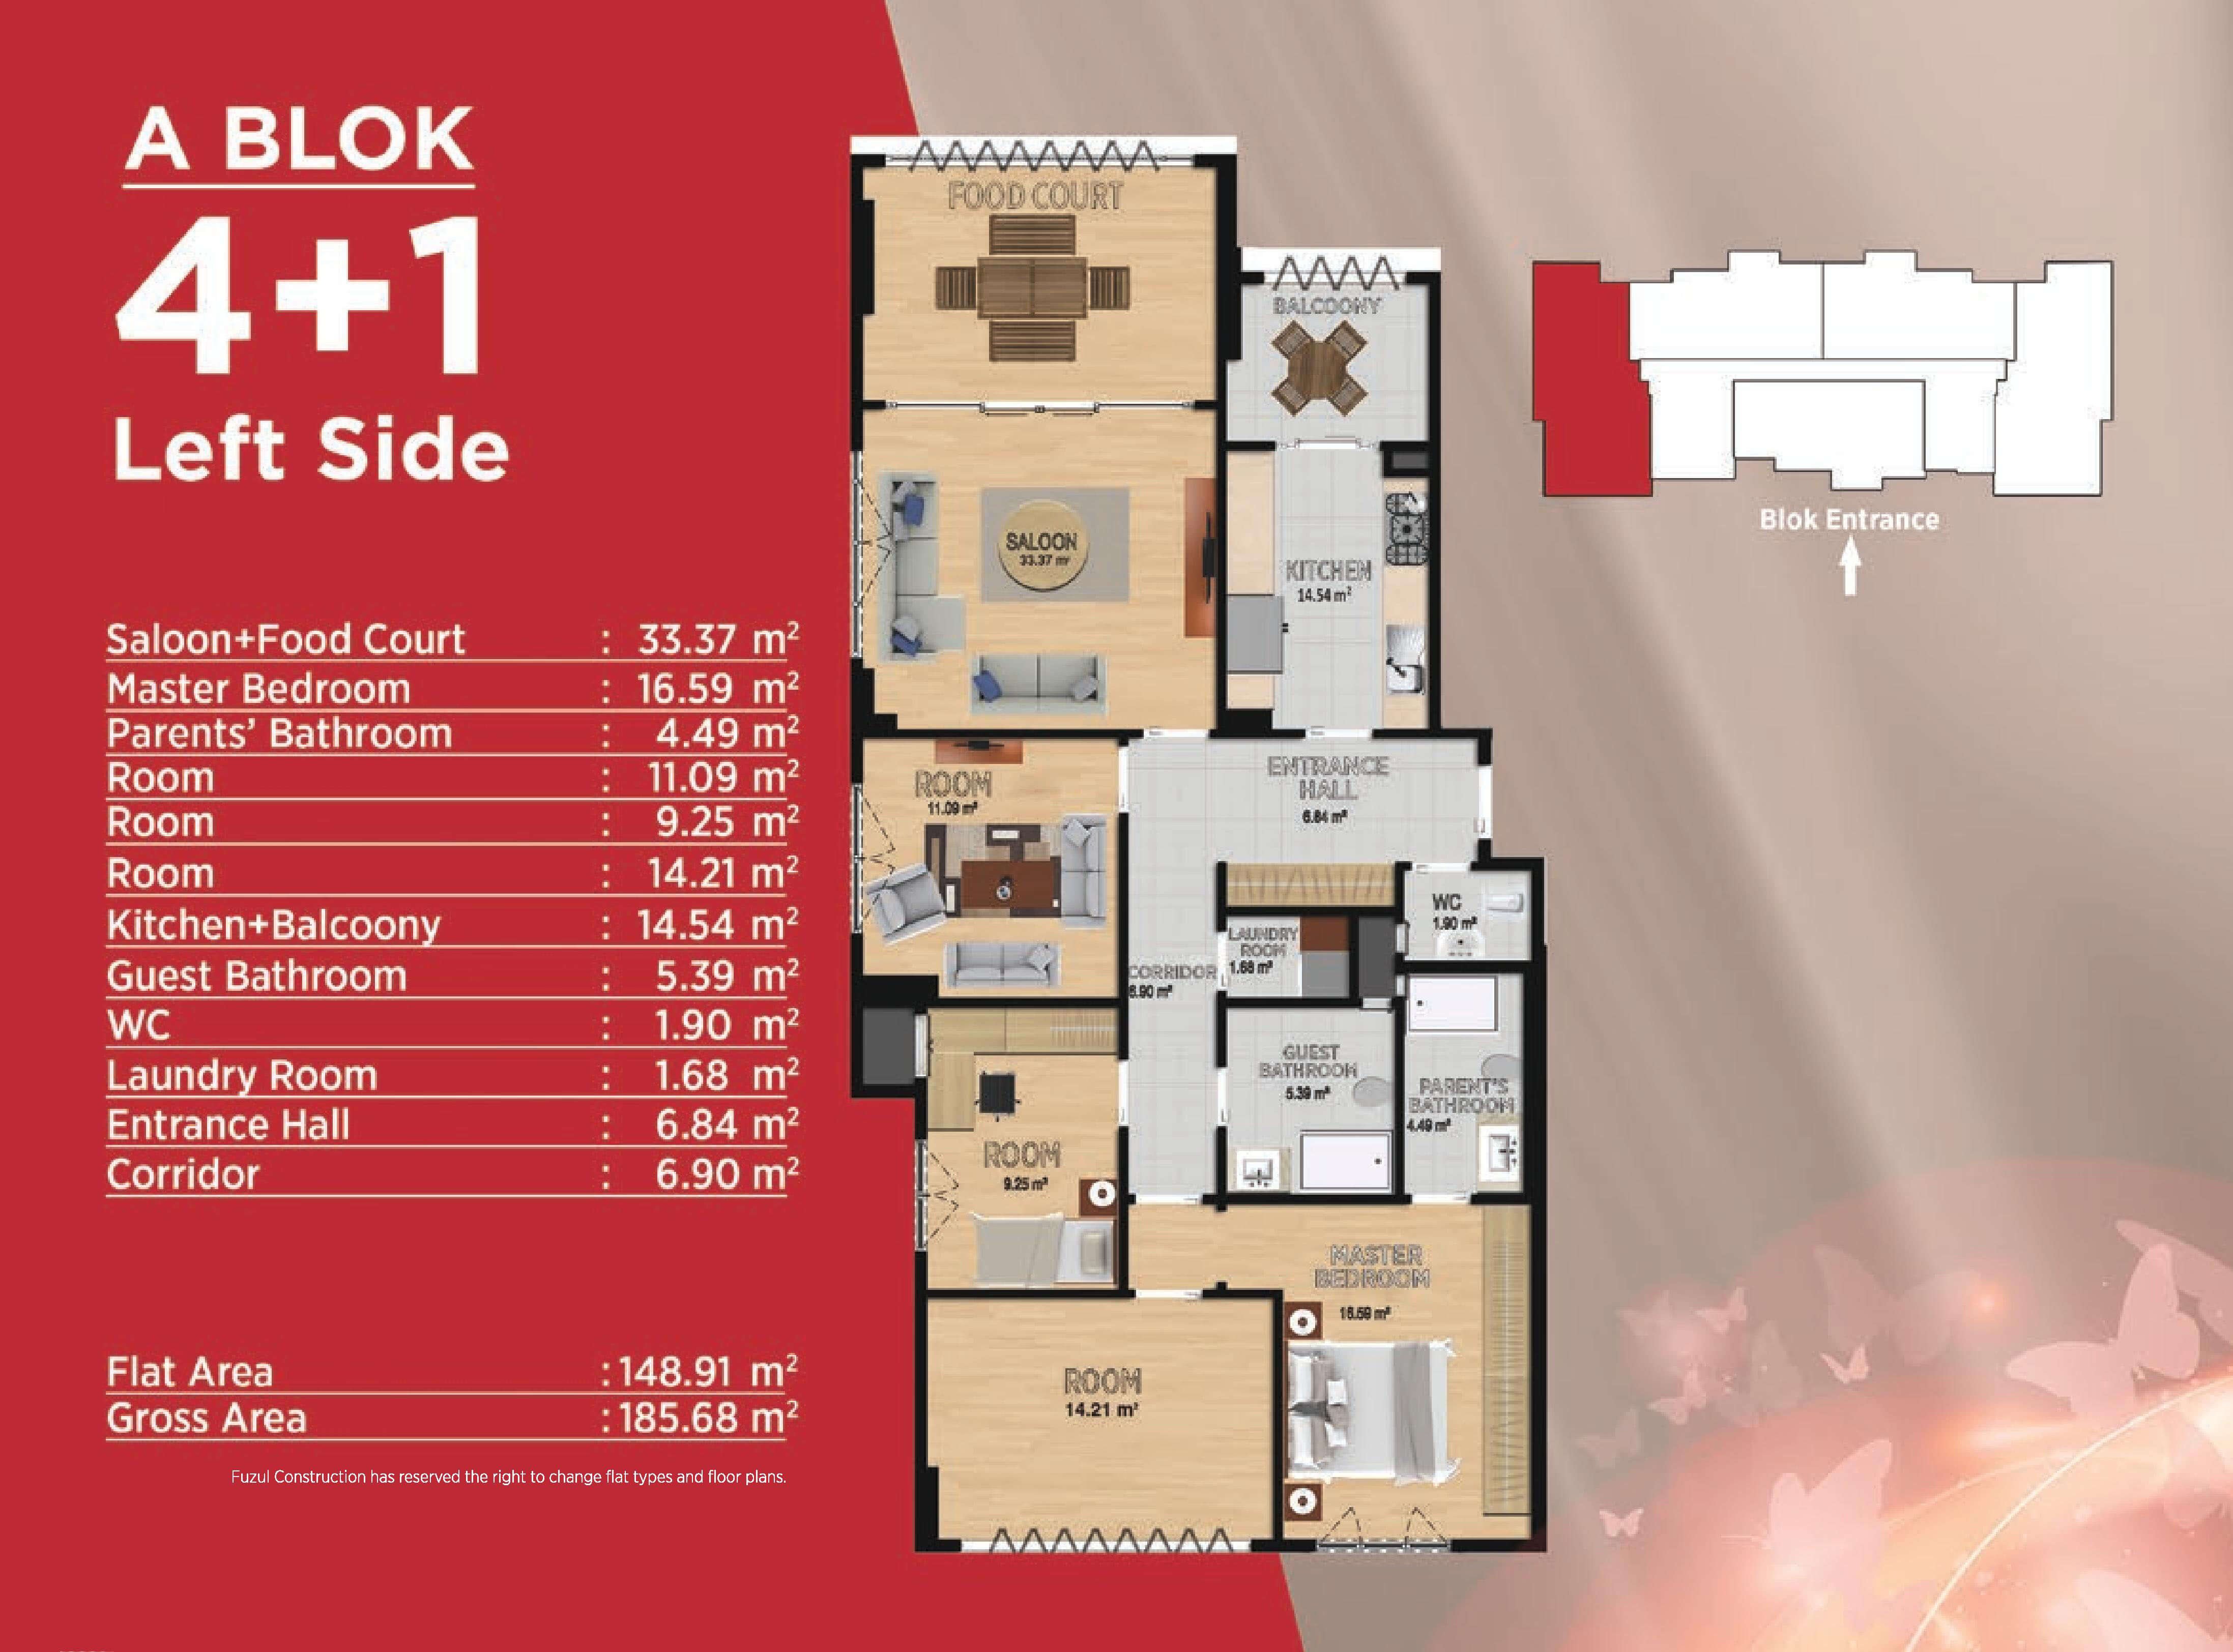 A BLOK
4+1
Left Side
Saloon+Food Court : 33.37 m²
Master Bedroom : 16.59 m²
Parents’ Bathroom : 4.49 m²
Room : 11.09 m²
Room : 9.25 m²
Room : 14.21 m²
Kitchen+Balcoony : 14.54 m²
Guest Bathroom : 5.39 m²
WC : 1.90 m²
Laundry Room : 1.68 m²
Entrance Hall : 6.84 m²
Corridor : 6.90 m²
Flat Area : 148.91 m²
Gross Area : 185.68 m²
Fuzul Construction has reserved the right to change flat types and floor plans.
FOOD COURT
BALCOONY
SALOON
33.37 m²
KITCHEN
14.54 m²
ROOM
11.09 m²
ENTRANCE
HALL
6.84 m²
WC
1.90 m²
LAUNDRY
ROOM
1.68 m²
CORRIDOR
6.90 m²
GUEST
BATHROOM
5.39 m²
PARENT'S
BATHROOM
4.49 m²
ROOM
9.25 m²
MASTER
BEDROOM
16.59 m²
ROOM
14.21 m²
Blok Entrance